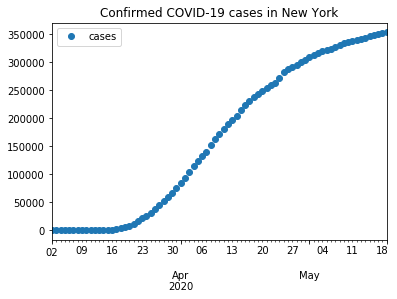 Confirmed COVID-19 cases in New York
cases
350000
300000
250000
200000
150000
100000
50000
0
02 09 16 23 30 06 13 20 27 04 11 18
Apr May
2020